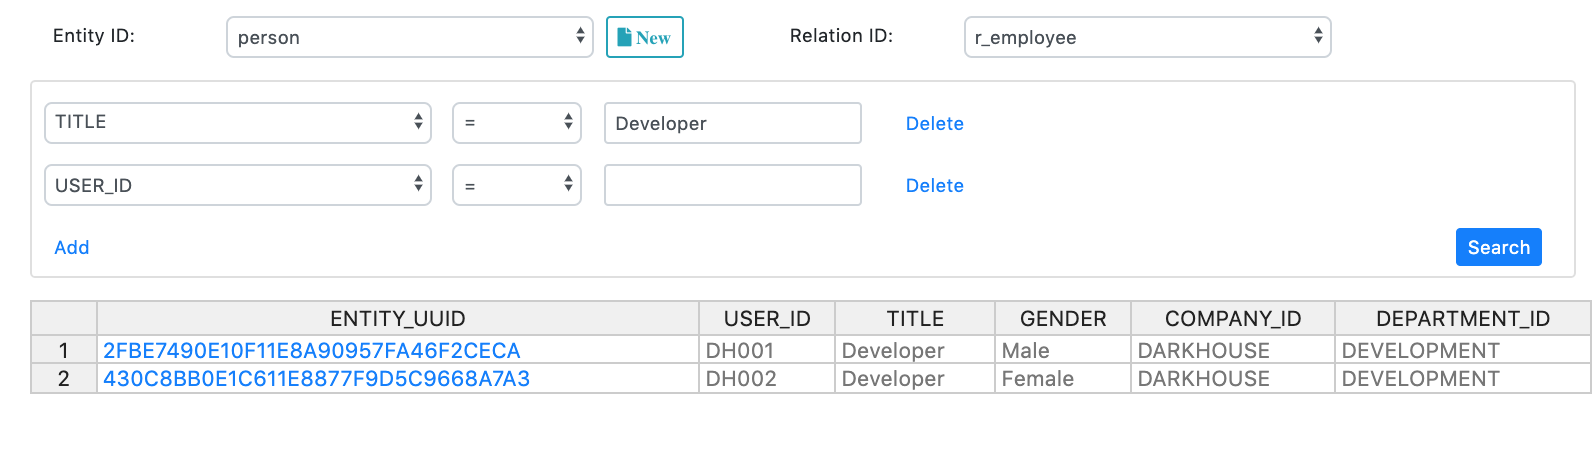 Entity ID: person New Relation ID: r_employee
TITLE = Developer Delete
USER_ID = Delete
Add Search
ENTITY_UUID USER_ID TITLE GENDER COMPANY_ID DEPARTMENT_ID
1 2FBE7490E10F11E8A90957FA46F2CECA DH001 Developer Male DARKHOUSE DEVELOPMENT
2 430C8BB0E1C611E8877F9D5C9668A7A3 DH002 Developer Female DARKHOUSE DEVELOPMENT